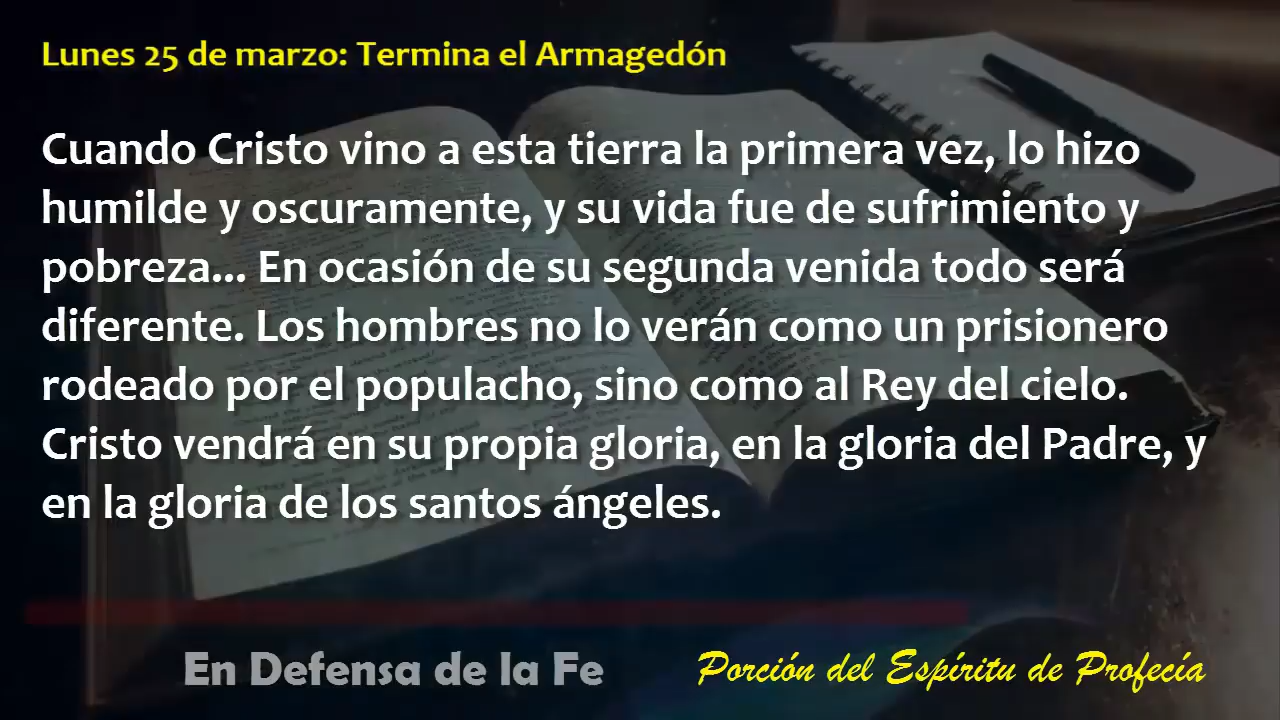 Lunes 25 de marzo: Termina el Armagedón
Cuando Cristo vino a esta tierra la primera vez, lo hizo
humilde y oscuramente, y su vida fue de sufrimiento y
pobreza... En ocasión de su segunda venida todo será
diferente. Los hombres no lo verán como un prisionero
rodeado por el populacho, sino como al Rey del cielo.
Cristo vendrá en su propia gloria, en la gloria del Padre, y
en la gloria de los santos ángeles.
En Defensa de la Fe
Porción del Espíritu de Profecía